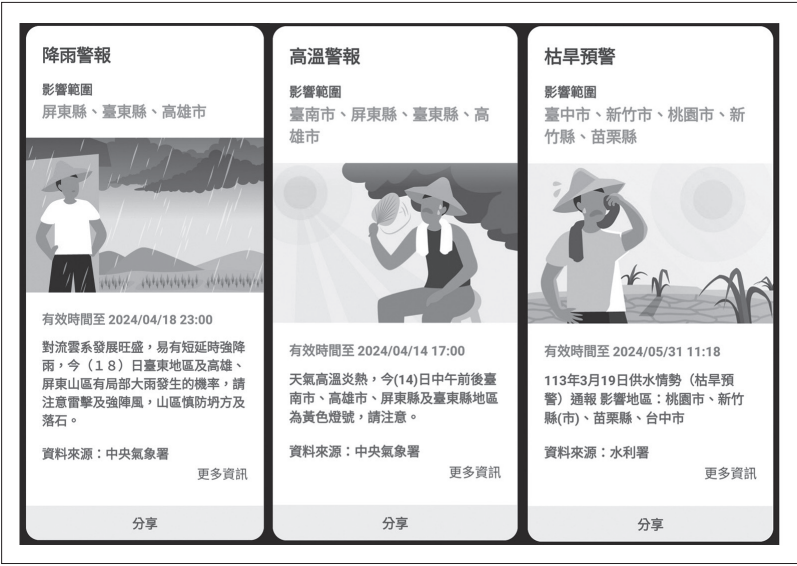 降雨警報
影響範圍
屏東縣、臺東縣、高雄市
有效時間至 2024/04/18 23:00
對流雲系發展旺盛，易有短延時強降
雨，今（１８）日臺東地區及高雄、
屏東山區有局部大雨發生的機率，請
注意雷擊及強陣風，山區慎防坍方及
落石。
資料來源：中央氣象署
更多資訊
分享
高溫警報
影響範圍
臺南市、屏東縣、臺東縣、高
雄市
有效時間至 2024/04/14 17:00
天氣高溫炎熱，今(14)日中午前後臺
南市、高雄市、屏東縣及臺東縣地區
為黃色燈號，請注意。
資料來源：中央氣象署
更多資訊
分享
枯旱預警
影響範圍
臺中市、新竹市、桃園市、新
竹縣、苗栗縣
有效時間至 2024/05/31 11:18
113年3月19日供水情勢（枯旱預
警）通報 影響地區：桃園市、新竹
縣(市)、苗栗縣、台中市
資料來源：水利署
更多資訊
分享